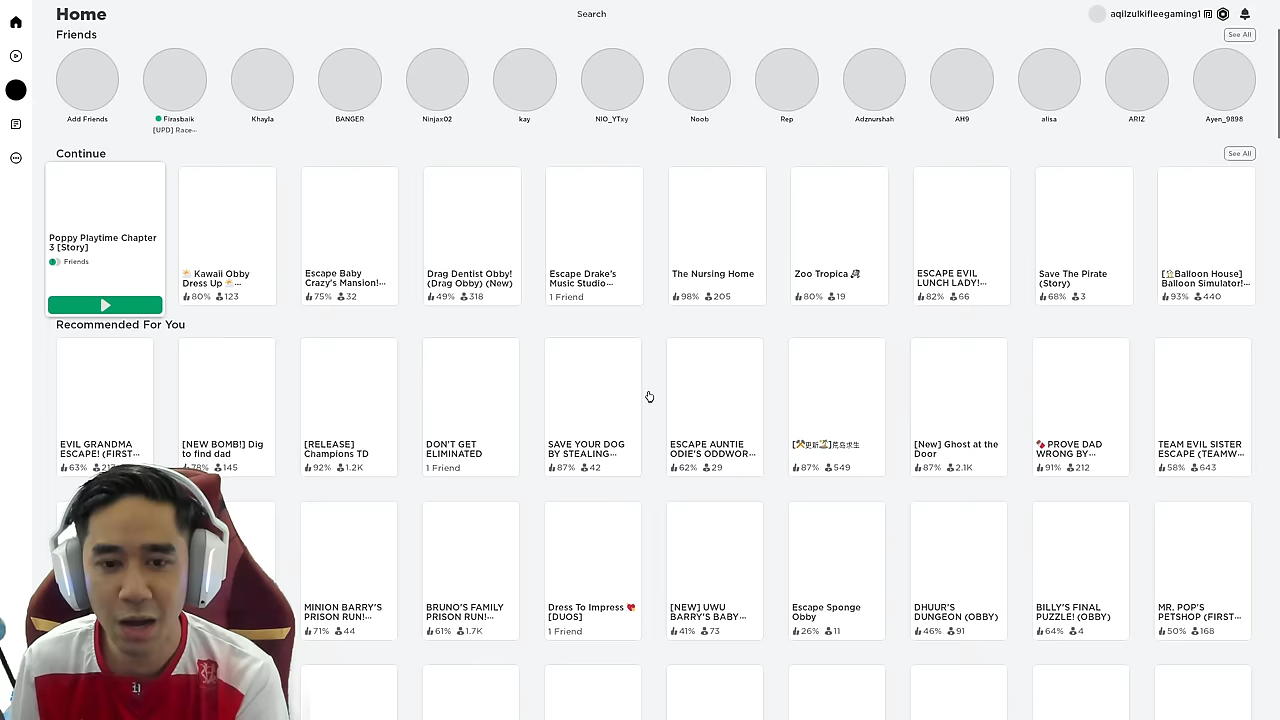 Home
Search
aqilzulkifleegaming1
Friends
See All
Add Friends
Firasbaik
[UPD] Race...
Khayla
BANGER
Ninjax02
kay
NIO_YTxy
Noob
Rep
Adznurshah
AH9
alisa
ARIZ
Ayen_9898
Continue
See All
Poppy Playtime Chapter
3 [Story]
Friends
Kawaii Obby
Dress Up
80% 123
Escape Baby
Crazy's Mansion!...
75% 32
Drag Dentist Obby!
(Drag Obby) (New)
49% 318
Escape Drake's
Music Studio...
1 Friend
The Nursing Home
98% 205
Zoo Tropica
80% 19
ESCAPE EVIL
LUNCH LADY!...
82% 66
Save The Pirate
(Story)
68% 3
[🏠Balloon House]
Balloon Simulator!...
93% 440
Recommended For You
EVIL GRANDMA
ESCAPE! (FIRST...
63%
[NEW BOMB!] Dig
to find dad
78% 145
[RELEASE]
Champions TD
92% 1.2K
DON'T GET
ELIMINATED
1 Friend
SAVE YOUR DOG
BY STEALING...
87% 42
ESCAPE AUNTIE
ODIE'S ODDWOR...
62% 29
[⚒️更新🏝️]荒岛求生
87% 549
[New] Ghost at the
Door
87% 2.1K
PROVE DAD
WRONG BY...
91% 212
TEAM EVIL SISTER
ESCAPE (TEAMW...
58% 643
MINION BARRY'S
PRISON RUN!...
71% 44
BRUNO'S FAMILY
PRISON RUN!...
61% 1.7K
Dress To Impress 💝
[DUOS]
1 Friend
[NEW] UWU
BARRY'S BABY...
41% 73
Escape Sponge
Obby
26% 11
DHUUR'S
DUNGEON (OBBY)
46% 91
BILLY'S FINAL
PUZZLE! (OBBY)
64% 4
MR. POP'S
PETSHOP (FIRST...
50% 168